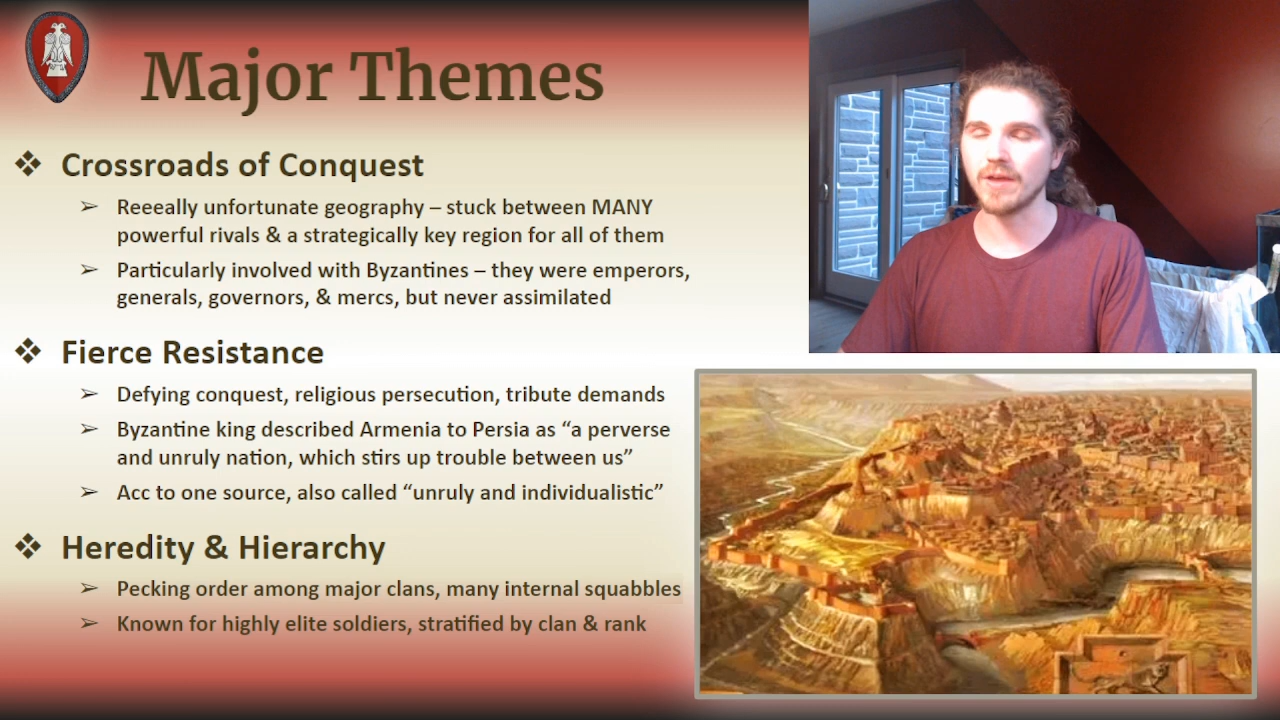 Major Themes
❖ Crossroads of Conquest
➢ Reeeally unfortunate geography – stuck between MANY
powerful rivals & a strategically key region for all of them
➢ Particularly involved with Byzantines – they were emperors,
generals, governors, & mercs, but never assimilated
❖ Fierce Resistance
➢ Defying conquest, religious persecution, tribute demands
➢ Byzantine king described Armenia to Persia as “a perverse
and unruly nation, which stirs up trouble between us”
➢ Acc to one source, also called “unruly and individualistic”
❖ Heredity & Hierarchy
➢ Pecking order among major clans, many internal squabbles
➢ Known for highly elite soldiers, stratified by clan & rank